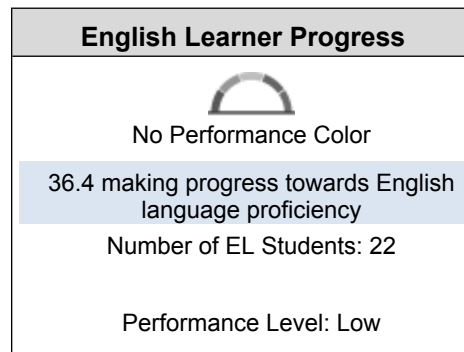 English Learner Progress
No Performance Color
36.4 making progress towards English
language proficiency
Number of EL Students: 22
Performance Level: Low